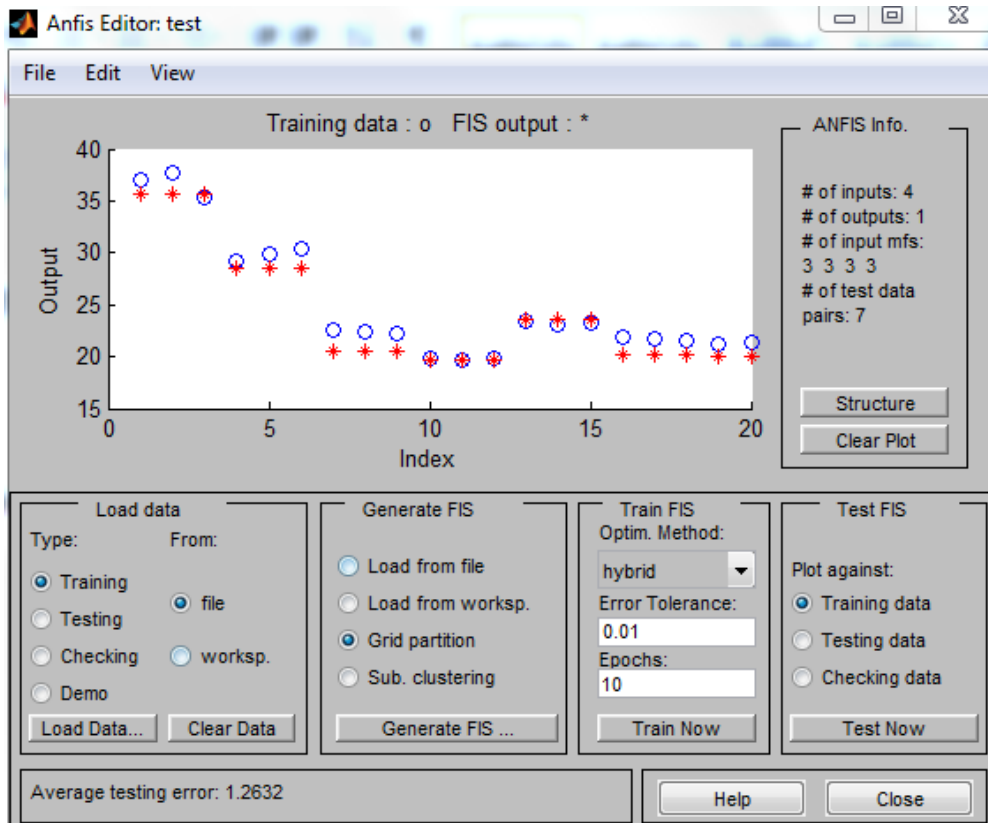 Anfis Editor: test
File Edit View
Training data : o FIS output : *
40
35
30
25
20
15
Output
0 5 10 15 20
Index
ANFIS Info.
# of inputs: 4
# of outputs: 1
# of input mfs:
3 3 3 3
# of test data
pairs: 7
Structure
Clear Plot
Load data
Type: From:
Training
Testing
Checking
Demo
file
worksp.
Load Data... Clear Data
Generate FIS
Load from file
Load from worksp.
Grid partition
Sub. clustering
Generate FIS ...
Train FIS
Optim. Method:
hybrid
Error Tolerance:
0.01
Epochs:
10
Train Now
Test FIS
Plot against:
Training data
Testing data
Checking data
Test Now
Average testing error: 1.2632
Help Close